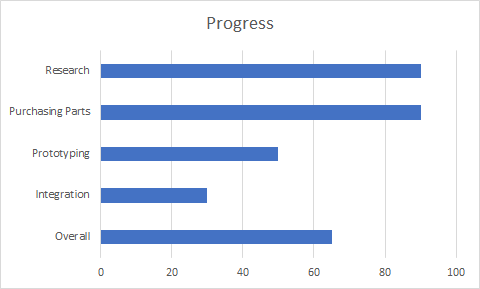 Progress
Research
Purchasing Parts
Prototyping
Integration
Overall
0 20 40 60 80 100